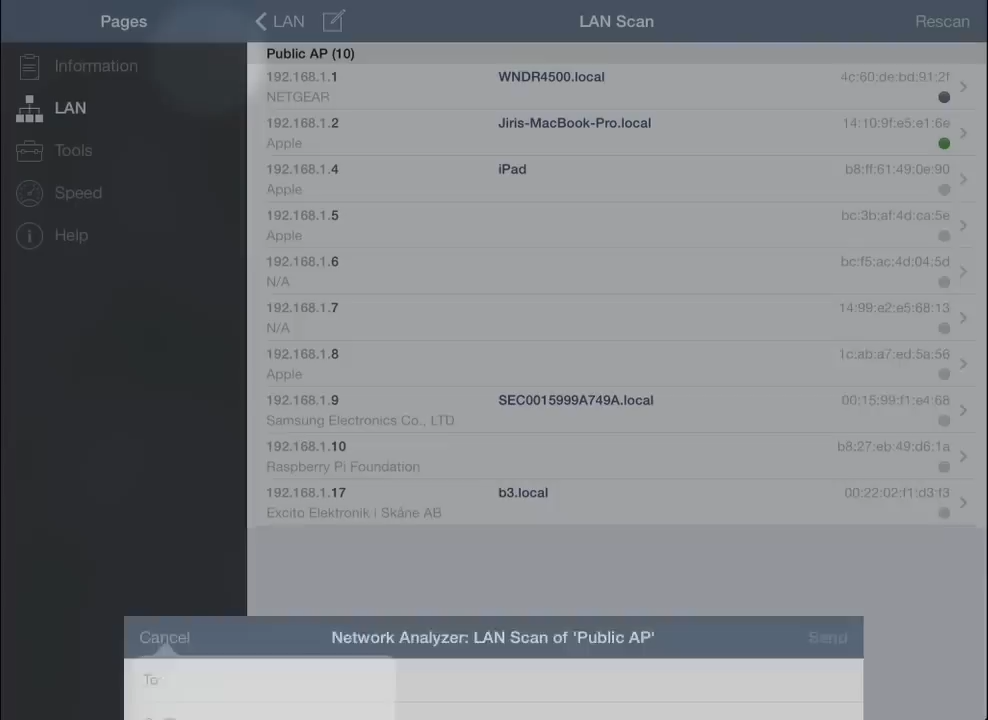 Pages
LAN
LAN Scan
Rescan
Information
LAN
Tools
Speed
Help
Public AP (10)
192.168.1.1 WNDR4500.local 4c:60:de:bd:91:2f
NETGEAR
192.168.1.2 Jiris-MacBook-Pro.local 14:10:9f:e5:e1:6e
Apple
192.168.1.4 iPad b8:ff:61:49:0e:90
Apple
192.168.1.5 bc:3b:af:4d:ca:5e
Apple
192.168.1.6 bc:f5:ac:4d:04:5d
N/A
192.168.1.7 14:99:e2:e5:68:13
N/A
192.168.1.8 1c:ab:a7:ed:5a:56
Apple
192.168.1.9 SEC0015999A749A.local 00:15:99:f1:e4:68
Samsung Electronics Co., LTD
192.168.1.10 b8:27:eb:49:d6:1a
Raspberry Pi Foundation
192.168.1.17 b3.local 00:22:02:f1:d3:f3
Excito Elektronik i Skåne AB
Cancel
Network Analyzer: LAN Scan of 'Public AP'
Send
To: